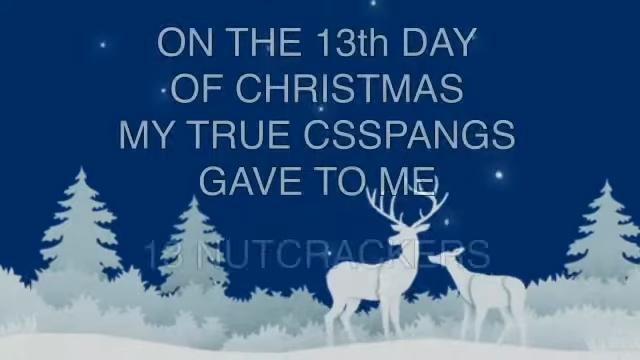 ON THE 13th DAY
OF CHRISTMAS
MY TRUE CSSPANGS
GAVE TO ME
13 NUTCRACKERS